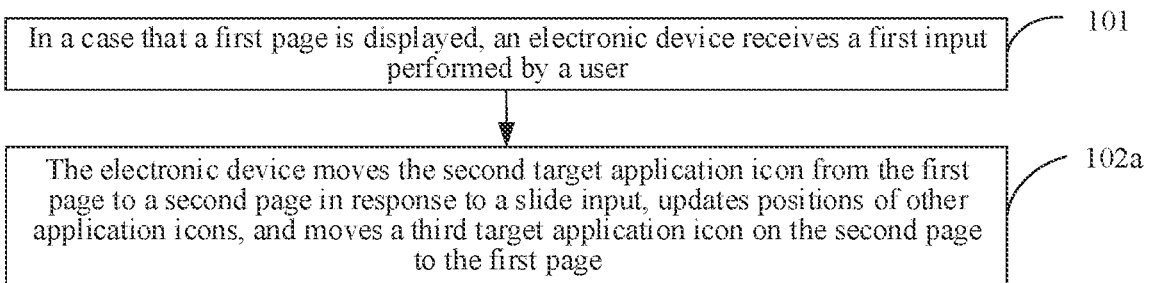 101
In a case that a first page is displayed, an electronic device receives a first input
performed by a user
102a
The electronic device moves the second target application icon from the first
page to a second page in response to a slide input, updates positions of other
application icons, and moves a third target application icon on the second page
to the first page